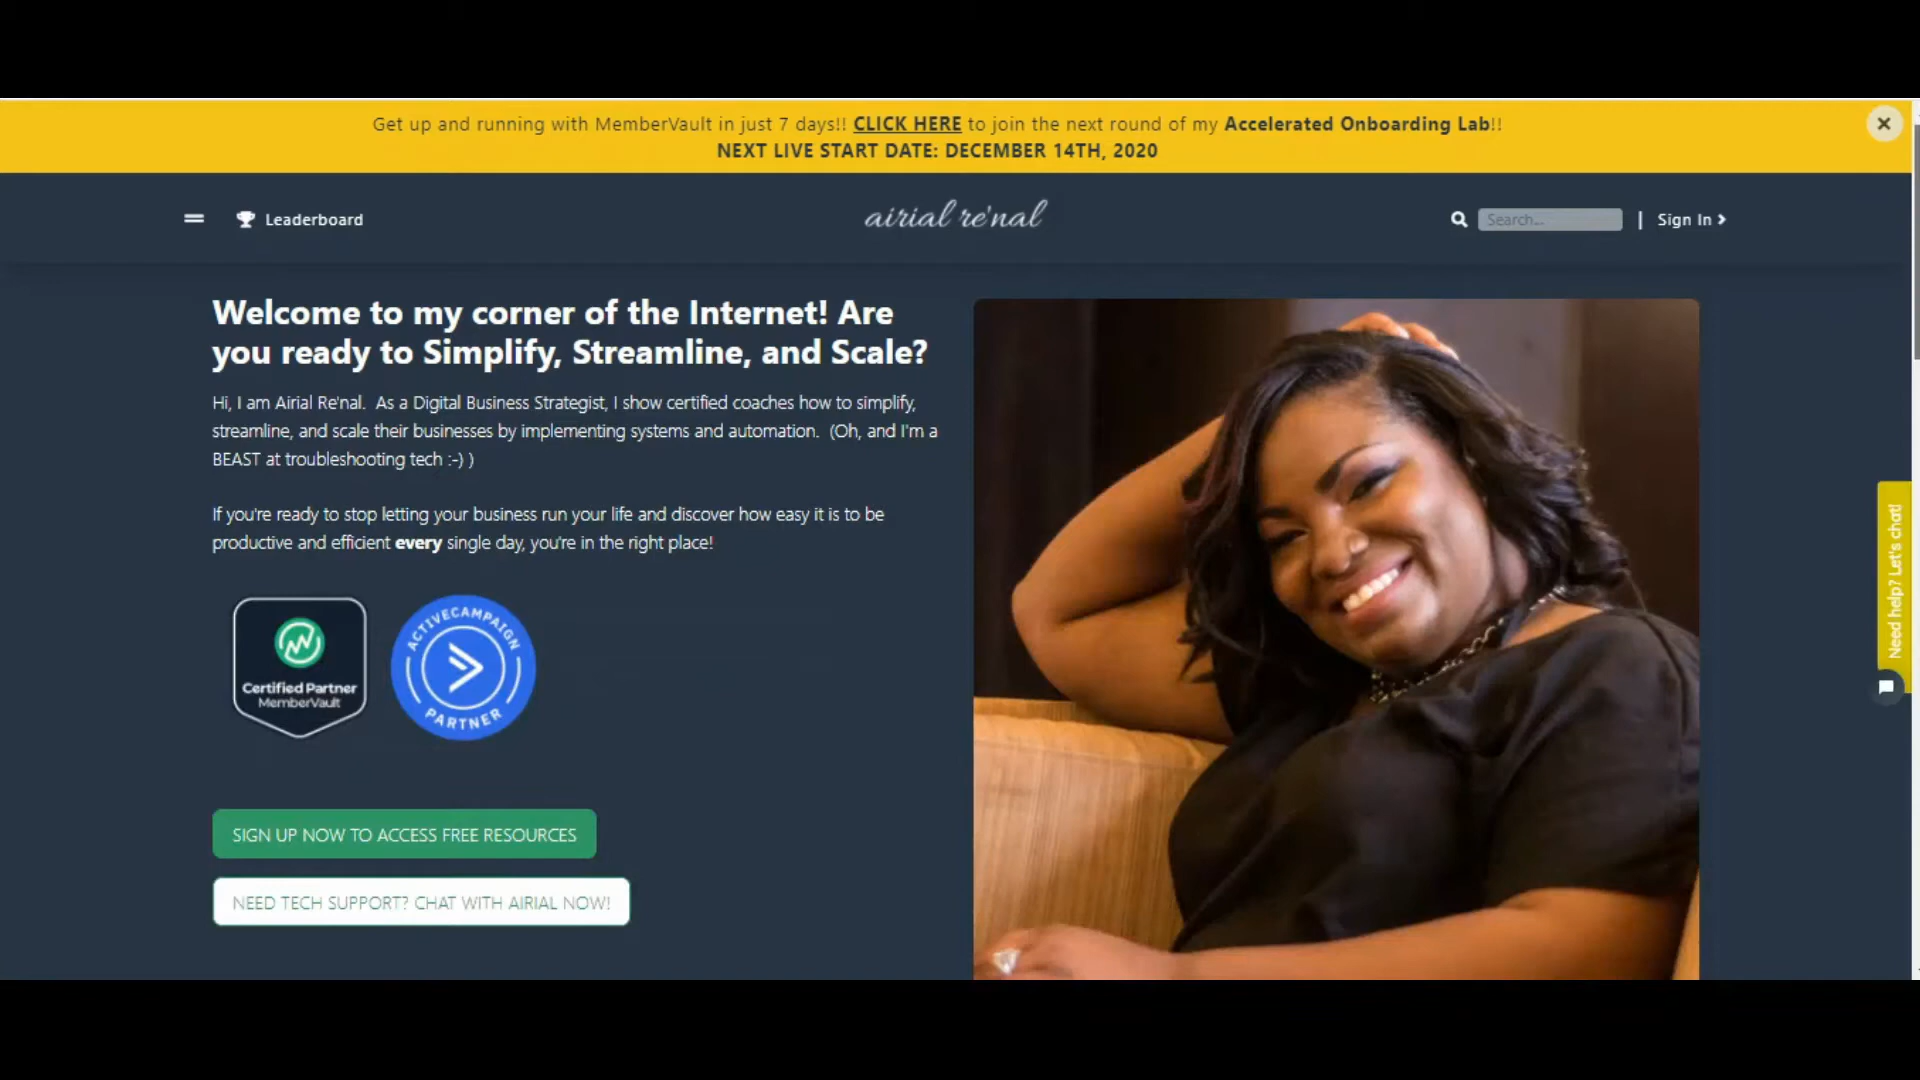 Get up and running with MemberVault in just 7 days!! CLICK HERE to join the next round of my Accelerated Onboarding Lab!!
NEXT LIVE START DATE: DECEMBER 14TH, 2020
Leaderboard
airial re'nal
Search...
| Sign In >
Welcome to my corner of the Internet! Are
you ready to Simplify, Streamline, and Scale?
Hi, I am Airial Re'nal. As a Digital Business Strategist, I show certified coaches how to simplify,
streamline, and scale their businesses by implementing systems and automation. (Oh, and I'm a
BEAST at troubleshooting tech :-) )
If you're ready to stop letting your business run your life and discover how easy it is to be
productive and efficient every single day, you're in the right place!
Certified Partner
MemberVault
ACTIVECAMPAIGN
PARTNER
SIGN UP NOW TO ACCESS FREE RESOURCES
NEED TECH SUPPORT? CHAT WITH AIRIAL NOW!
Need help? Let's chat!